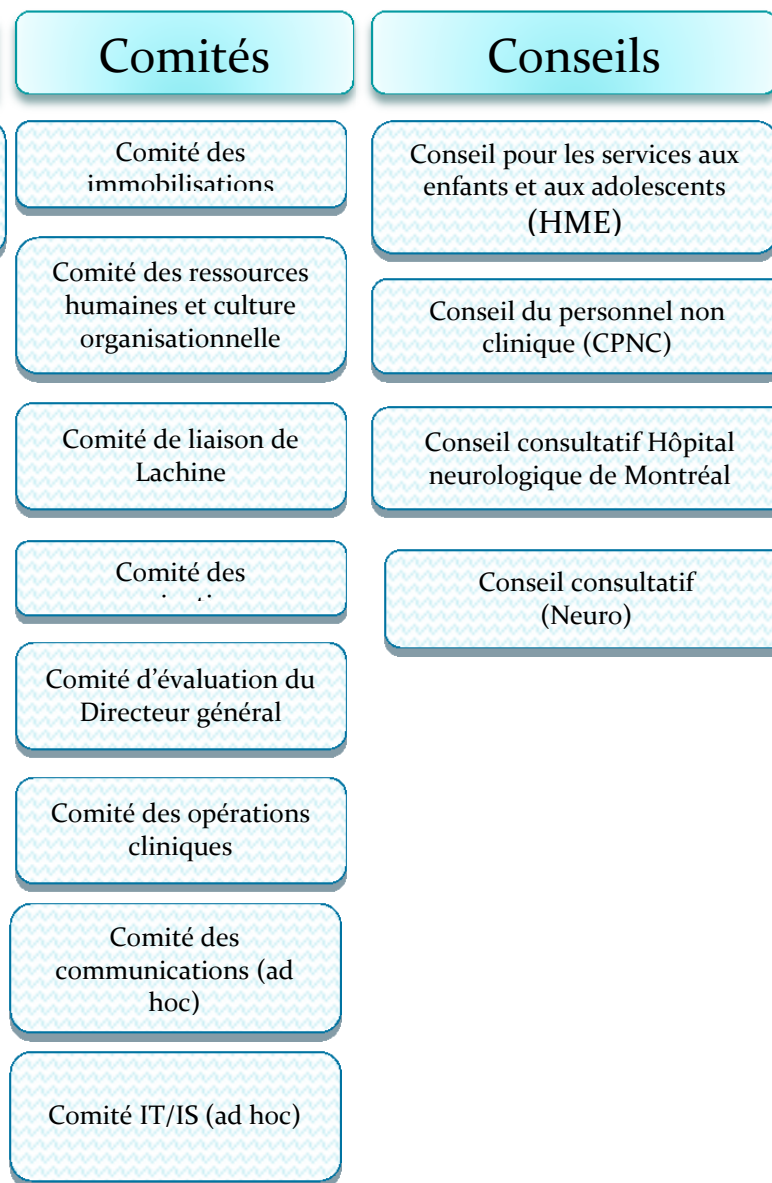 Comités
Comité des
immobilisations
Comité des ressources
humaines et culture
organisationnelle
Comité de liaison de
Lachine
Comité des
Comité d’évaluation du
Directeur général
Comité des opérations
cliniques
Comité des
communications (ad
hoc)
Comité IT/IS (ad hoc)
Conseils
Conseil pour les services aux
enfants et aux adolescents
(HME)
Conseil du personnel non
clinique (CPNC)
Conseil consultatif Hôpital
neurologique de Montréal
Conseil consultatif
(Neuro)